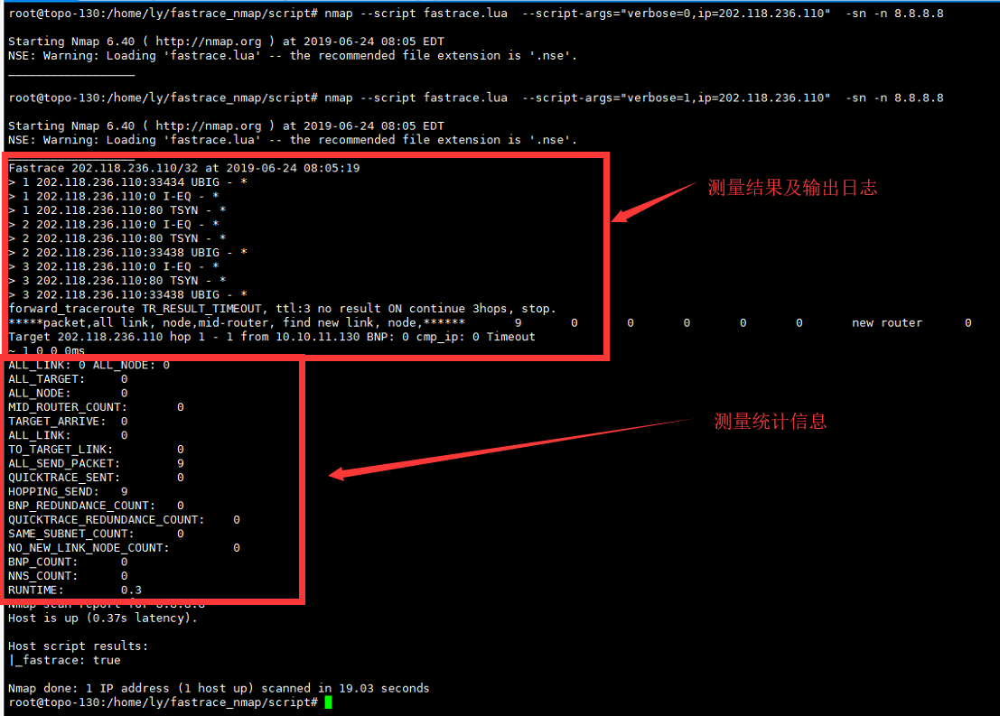 root@topo-130:/home/ly/fastrace_nmap/script# nmap --script fastrace.lua  --script-args="verbose=0,ip=202.118.236.110"  -sn -n 8.8.8.8
Starting Nmap 6.40 ( http://nmap.org ) at 2019-06-24 08:05 EDT
NSE: Warning: Loading 'fastrace.lua' -- the recommended file extension is '.nse'.
__________________
root@topo-130:/home/ly/fastrace_nmap/script# nmap --script fastrace.lua  --script-args="verbose=1,ip=202.118.236.110"  -sn -n 8.8.8.8
Starting Nmap 6.40 ( http://nmap.org ) at 2019-06-24 08:05 EDT
NSE: Warning: Loading 'fastrace.lua' -- the recommended file extension is '.nse'.
Fastrace 202.118.236.110/32 at 2019-06-24 08:05:19
> 1 202.118.236.110:33434 UBIG - *
> 1 202.118.236.110:0 I-EQ - *
> 1 202.118.236.110:80 TSYN - *
> 2 202.118.236.110:0 I-EQ - *
> 2 202.118.236.110:80 TSYN - *
> 2 202.118.236.110:33438 UBIG - *
> 3 202.118.236.110:0 I-EQ - *
> 3 202.118.236.110:80 TSYN - *
> 3 202.118.236.110:33438 UBIG - *
forward_traceroute TR_RESULT_TIMEOUT, ttl:3 no result ON continue 3hops, stop.
*****packet,all link, node,mid-router, find new link, node,******       9       0       0       0       0       0       new router      0
Target 202.118.236.110 hop 1 - 1 from 10.10.11.130 BNP: 0 cmp_ip: 0 Timeout
~ 1 0 0 0ms
测量结果及输出日志
ALL_LINK: 0 ALL_NODE: 0
ALL_TARGET:     0
ALL_NODE:       0
MID_ROUTER_COUNT:       0
TARGET_ARRIVE:  0
ALL_LINK:       0
TO_TARGET_LINK:         0
ALL_SEND_PACKET:        9
QUICKTRACE_SENT:        0
HOPPING_SEND:   9
BNP_REDUNDANCE_COUNT:   0
QUICKTRACE_REDUNDANCE_COUNT:    0
SAME_SUBNET_COUNT:      0
NO_NEW_LINK_NODE_COUNT:         0
BNP_COUNT:      0
NNS_COUNT:      0
RUNTIME:        0.3
测量统计信息
Nmap scan report for 8.8.8.8
Host is up (0.37s latency).
Host script results:
|_fastrace: true
Nmap done: 1 IP address (1 host up) scanned in 19.03 seconds
root@topo-130:/home/ly/fastrace_nmap/script#